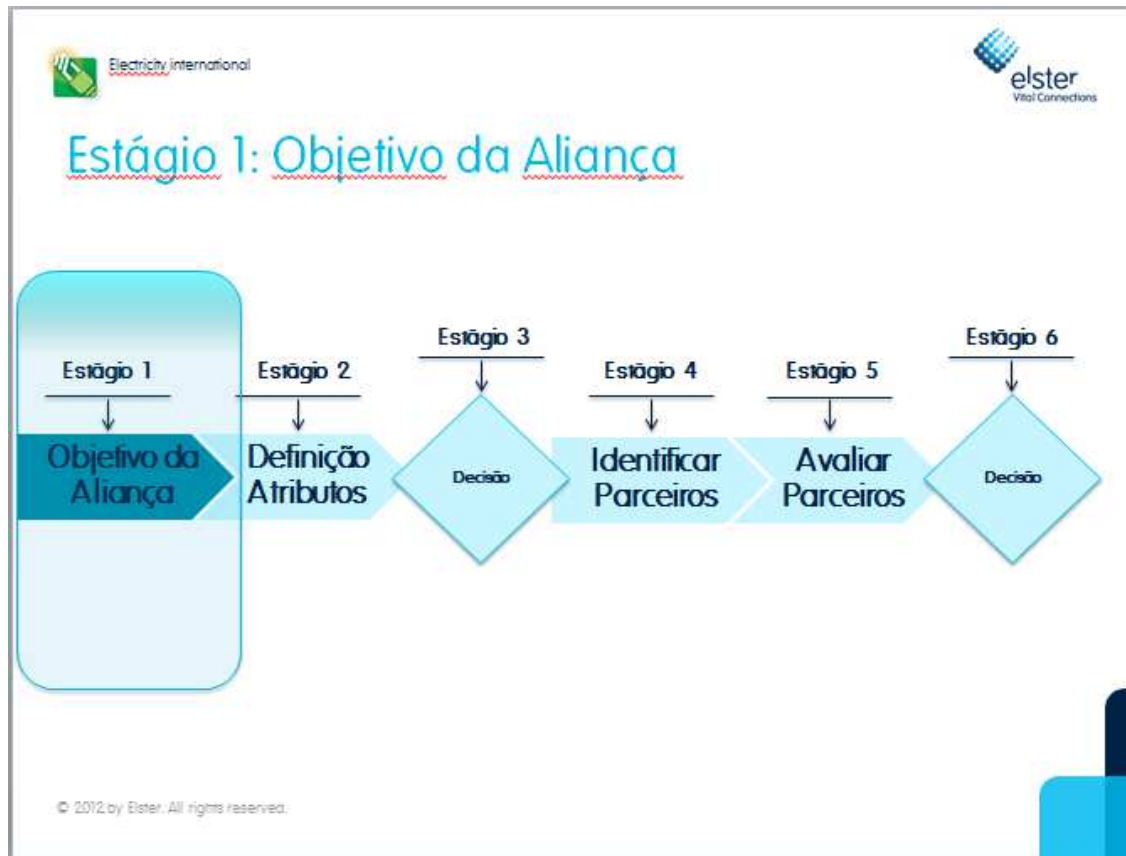 Electricity international
elster
Vital Connections
Estágio 1: Objetivo da Aliança
Estágio 1
Estágio 2
Estágio 3
Estágio 4
Estágio 5
Estágio 6
Objetivo da
Aliança
Definição
Atributos
Decisão
Identificar
Parceiros
Avaliar
Parceiros
Decisão
© 2012 by Elster. All rights reserved.